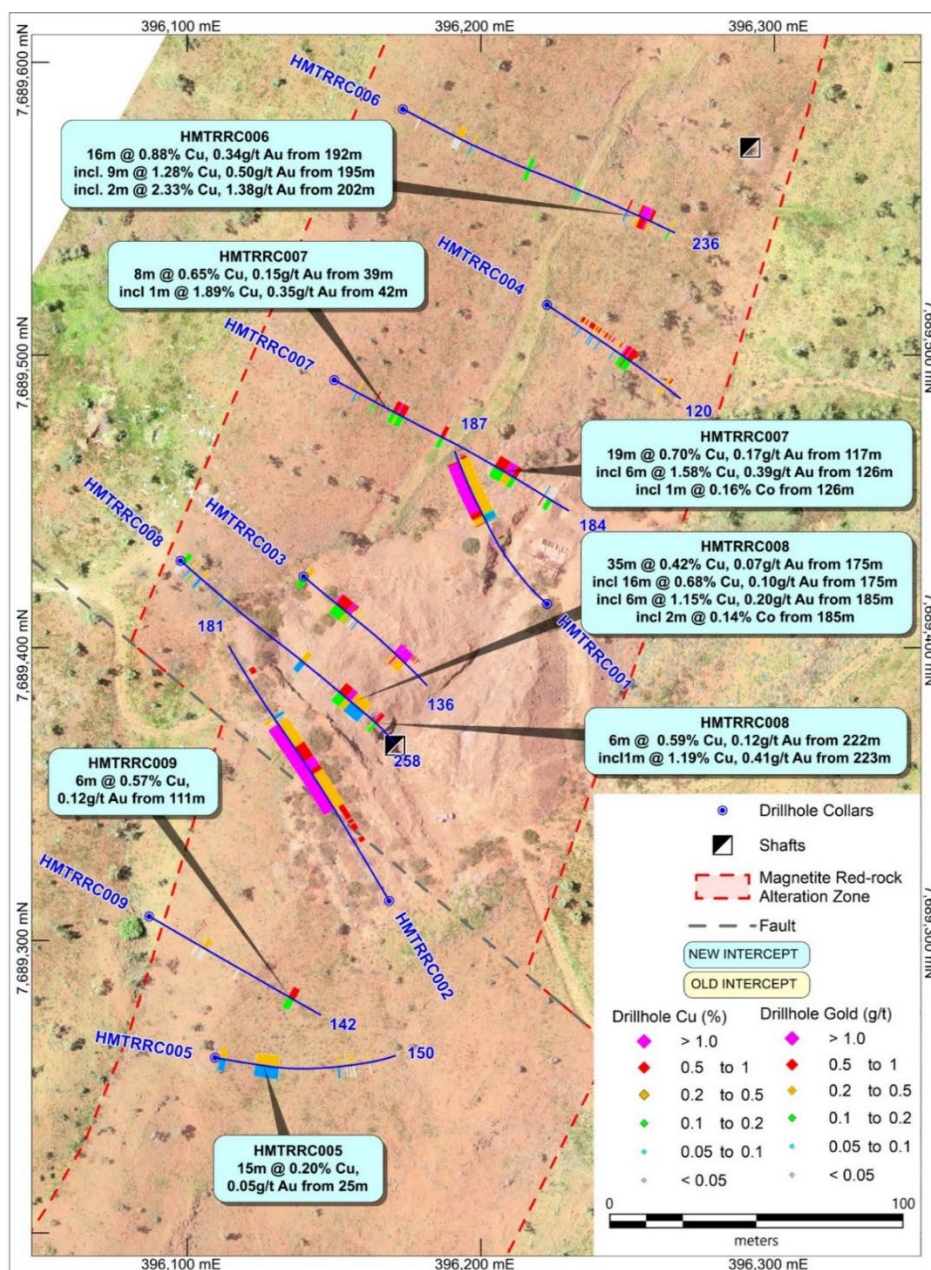 396,100 mE
396,200 mE
396,300 mE
7,689,600 mN
HMTRRC006
HMTRRC006
16m @ 0.88% Cu, 0.34g/t Au from 192m
incl. 9m @ 1.28% Cu, 0.50g/t Au from 195m
incl. 2m @ 2.33% Cu, 1.38g/t Au from 202m
236
HMTRRC007
8m @ 0.65% Cu, 0.15g/t Au from 39m
incl 1m @ 1.89% Cu, 0.35g/t Au from 42m
HMTRRC004
7,689,500 mN
7,689,500 mN
HMTRRC007
120
187
HMTRRC007
19m @ 0.70% Cu, 0.17g/t Au from 117m
incl 6m @ 1.58% Cu, 0.39g/t Au from 126m
incl 1m @ 0.16% Co from 126m
184
HMTRRC008
HMTRRC003
HMTRRC008
35m @ 0.42% Cu, 0.07g/t Au from 175m
incl 16m @ 0.68% Cu, 0.10g/t Au from 175m
incl 6m @ 1.15% Cu, 0.20g/t Au from 185m
incl 2m @ 0.14% Co from 185m
181
HMTRRC001
7,689,400 mN
7,689,400 mN
136
HMTRRC008
6m @ 0.59% Cu, 0.12g/t Au from 222m
incl1m @ 1.19% Cu, 0.41g/t Au from 223m
258
HMTRRC009
6m @ 0.57% Cu,
0.12g/t Au from 111m
HMTRRC009
HMTRRC002
7,689,300 mN
7,689,300 mN
142
HMTRRC005
150
HMTRRC005
15m @ 0.20% Cu,
0.05g/t Au from 25m
Drillhole Collars
Shafts
Magnetite Red-rock
Alteration Zone
Fault
NEW INTERCEPT
OLD INTERCEPT
Drillhole Cu (%)
Drillhole Gold (g/t)
> 1.0
> 1.0
0.5 to 1
0.5 to 1
0.2 to 0.5
0.2 to 0.5
0.1 to 0.2
0.1 to 0.2
0.05 to 0.1
0.05 to 0.1
< 0.05
< 0.05
0
100
meters
396,100 mE
396,200 mE
396,300 mE